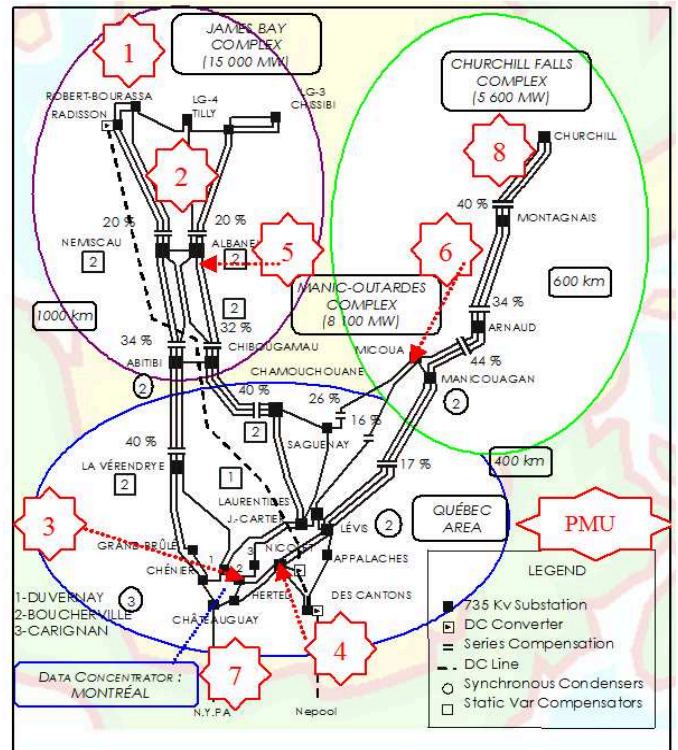 JAMES BAY
COMPLEX
(15 000 MW)
1
ROBERT-BOURASSA
RADISSON
LG-4
TILLY
LG-3
CHISSIBI
CHURCHILL FALLS
COMPLEX
(5 600 MW)
CHURCHILL
8
2
20 %
20 %
40 %
MONTAGNAIS
NEMISCAU
2
ALBANEL
2
5
6
MANIC-OUTARDES
COMPLEX
(8 100 MW)
600 km
1000 km
2
32 %
34 %
34 %
ARNAUD
MICOUA
44 %
CHIBOUGAMAU
ABITIBI
CHAMOUCHOUANE
MANICOUAGAN
2
40 %
26 %
2
2
16 %
SAGUENAY
40 %
17 %
400 km
LA VÉRENDRYE
2
1
LAURENTIDES
J.-CARTIER
LÉVIS
2
QUÉBEC
AREA
PMU
3
GRAND-BRÛLÉ
NICOLET
APPALACHES
CHÉNIER
1
2
3
HERTEL
DES CANTONS
1-DUVERNAY
2-BOUCHERVILLE
3-CARIGNAN
3
CHÂTEAUGUAY
4
7
DATA CONCENTRATOR :
MONTRÉAL
N.Y.PA
Nepool
LEGEND
735 Kv Substation
DC Converter
Series Compensation
DC Line
Synchronous Condensers
Static Var Compensators